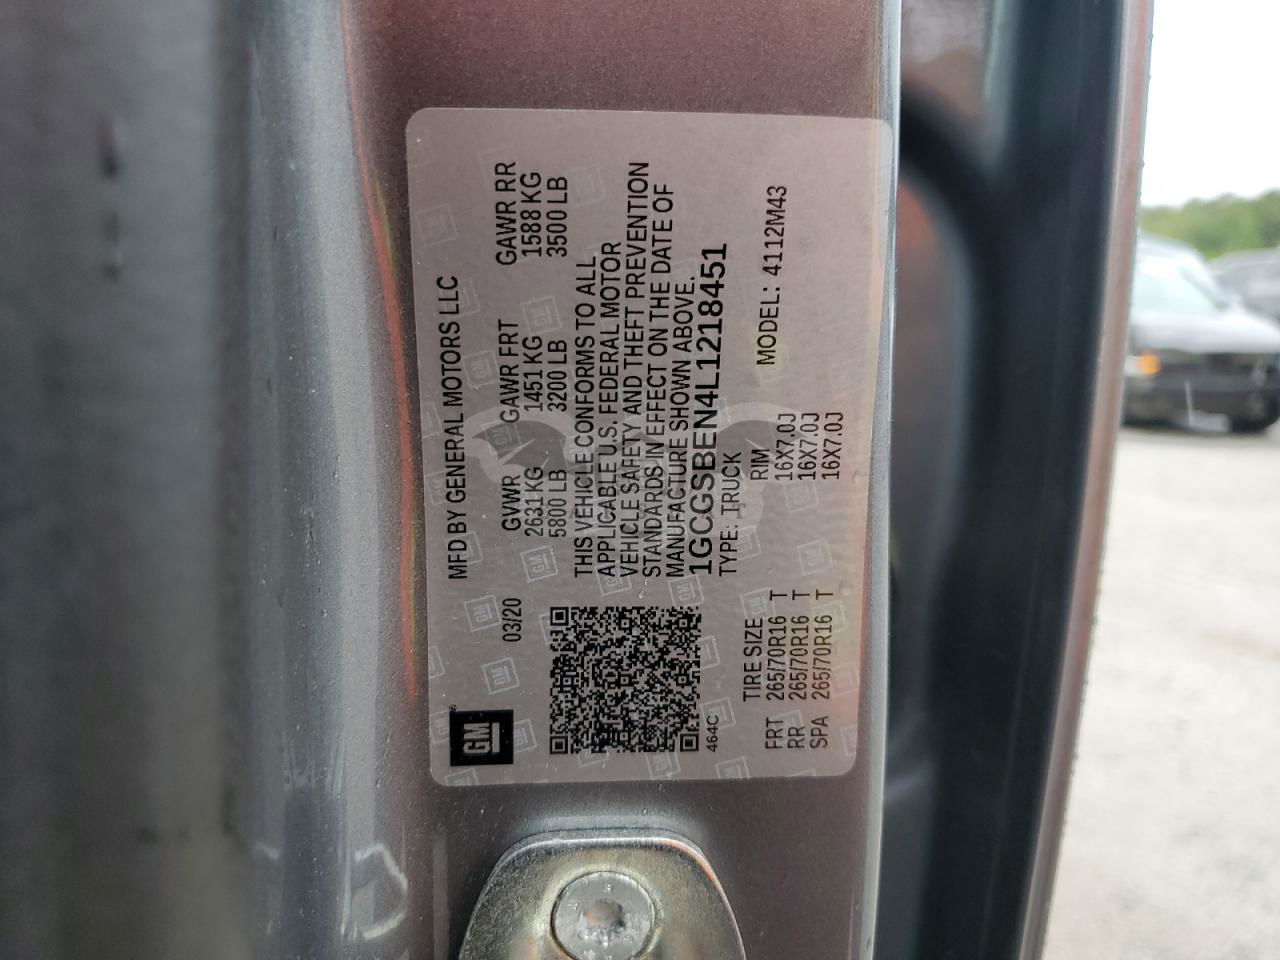 MFD BY GENERAL MOTORS LLC
03/20 GVWR GAWR FRT GAWR RR
2631 KG 1451 KG 1588 KG
5800 LB 3200 LB 3500 LB
THIS VEHICLE CONFORMS TO ALL
APPLICABLE U.S. FEDERAL MOTOR
VEHICLE SAFETY AND THEFT PREVENTION
STANDARDS IN EFFECT ON THE DATE OF
MANUFACTURE SHOWN ABOVE.
1GCGSBEN4L1218451
464C TYPE: TRUCK
TIRE SIZE RIM MODEL: 4112M43
FRT 265/70R16 T 16X7.0J
RR 265/70R16 T 16X7.0J
SPA 265/70R16 T 16X7.0J
GM